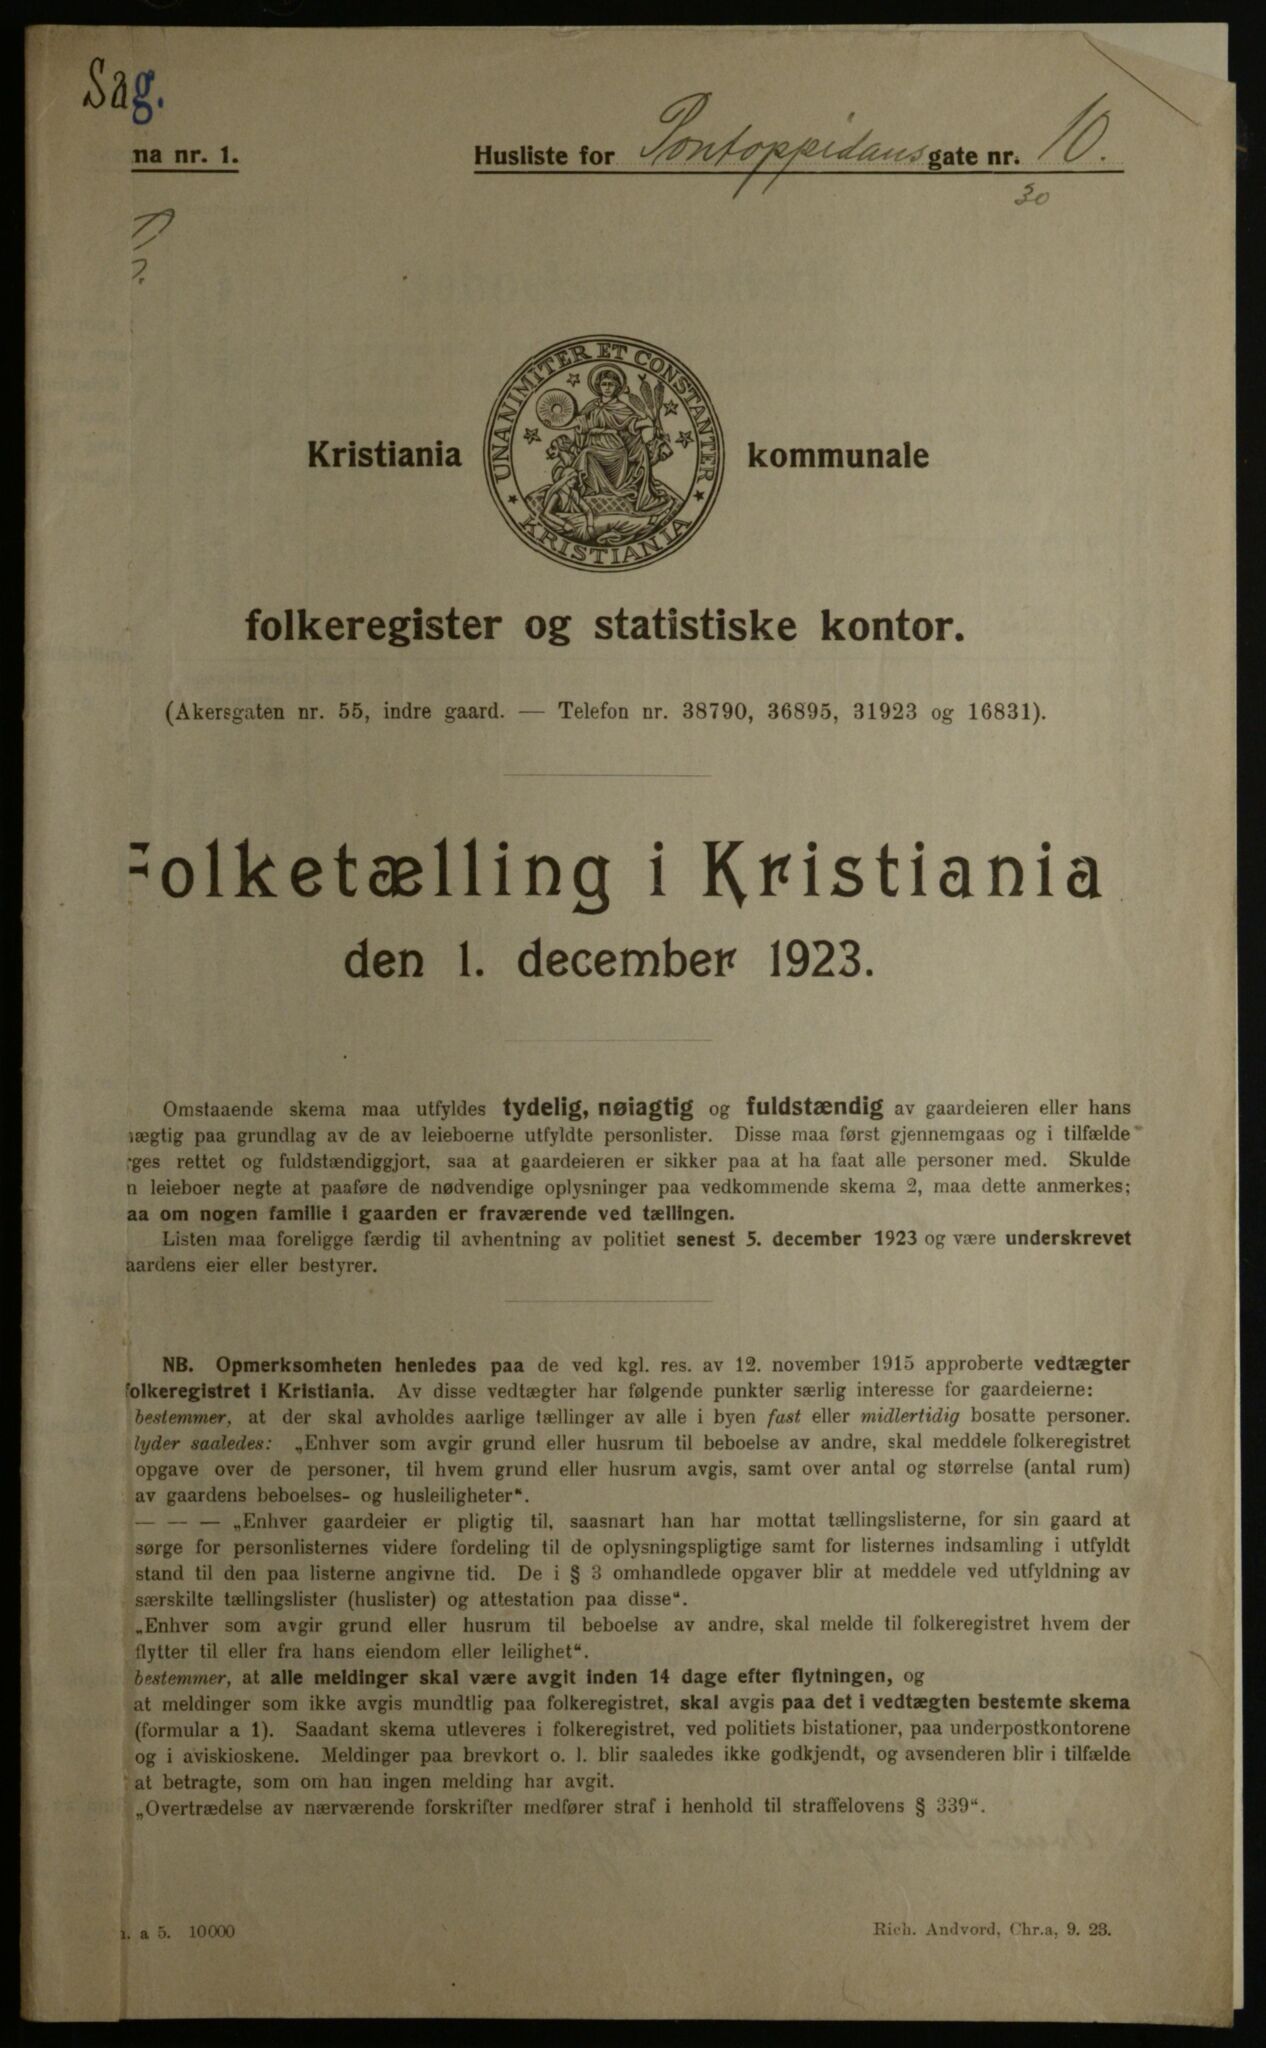 Sag.
na nr. 1.
Husliste for Pontoppidans gate nr. 10.
30
UNANIMITER ET CONSTANTER
KRISTIANIA
Kristiania kommunale
folkeregister og statistiske kontor.
(Akersgaten nr. 55, indre gaard. — Telefon nr. 38790, 36895, 31923 og 16831).
Folketælling i Kristiania
den 1. december 1923.
Omstaaende skema maa utfyldes tydelig, nøiagtig og fuldstændig av gaardeieren eller hans
ægtig paa grundlag av de av leieboerne utfyldte personlister. Disse maa først gjennemgaas og i tilfælde
rges rettet og fuldstændiggjort, saa at gaardeieren er sikker paa at ha faat alle personer med. Skulde
n leieboer negte at paaføre de nødvendige oplysninger paa vedkommende skema 2, maa dette anmerkes;
aa om nogen familie i gaarden er fraværende ved tællingen.
Listen maa foreligge færdig til avhentning av politiet senest 5. december 1923 og være underskrevet
aardens eier eller bestyrer.
NB. Opmerksomheten henledes paa de ved kgl. res. av 12. november 1915 approberte vedtægter
folkeregistret i Kristiania. Av disse vedtægter har følgende punkter særlig interesse for gaardeierne:
bestemmer, at der skal avholdes aarlige tællinger av alle i byen fast eller midlertidig bosatte personer.
lyder saaledes: „Enhver som avgir grund eller husrum til beboelse av andre, skal meddele folkeregistret
opgave over de personer, til hvem grund eller husrum avgis, samt over antal og størrelse (antal rum)
av gaardens beboelses- og husleiligheter“.
— — — „Enhver gaardeier er pligtig til, saasnart han har mottat tællingslisterne, for sin gaard at
sørge for personlisternes videre fordeling til de oplysningspligtige samt for listernes indsamling i utfyldt
stand til den paa listerne angivne tid. De i § 3 omhandlede opgaver blir at meddele ved utfyldning av
særskilte tællingslister (huslister) og attestation paa disse“.
„Enhver som avgir grund eller husrum til beboelse av andre, skal melde til folkeregistret hvem der
flytter til eller fra hans eiendom eller leilighet“.
bestemmer, at alle meldinger skal være avgit inden 14 dage efter flytningen, og
at meldinger som ikke avgis mundtlig paa folkeregistret, skal avgis paa det i vedtægten bestemte skema
(formular a 1). Saadant skema utleveres i folkeregistret, ved politiets bistationer, paa underpostkontorene
og i aviskioskene. Meldinger paa brevkort o. l. blir saaledes ikke godkjendt, og avsenderen blir i tilfælde
at betragte, som om han ingen melding har avgit.
„Overtrædelse av nærværende forskrifter medfører straf i henhold til straffelovens § 339“.
a 5. 10000
Rich. Andvord, Chr.a, 9. 23.